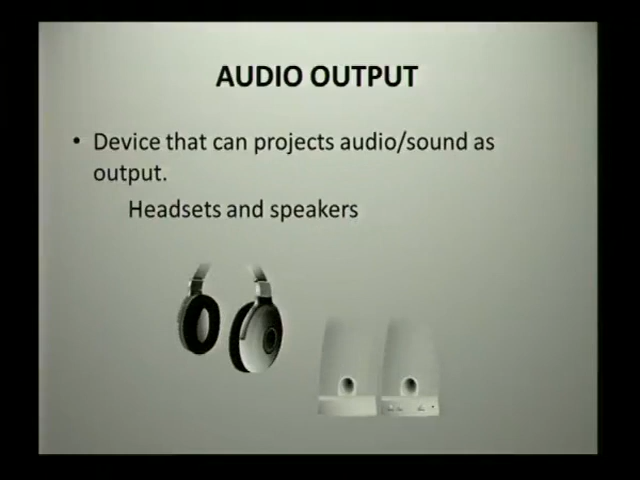 AUDIO OUTPUT
• Device that can projects audio/sound as
output.
Headsets and speakers